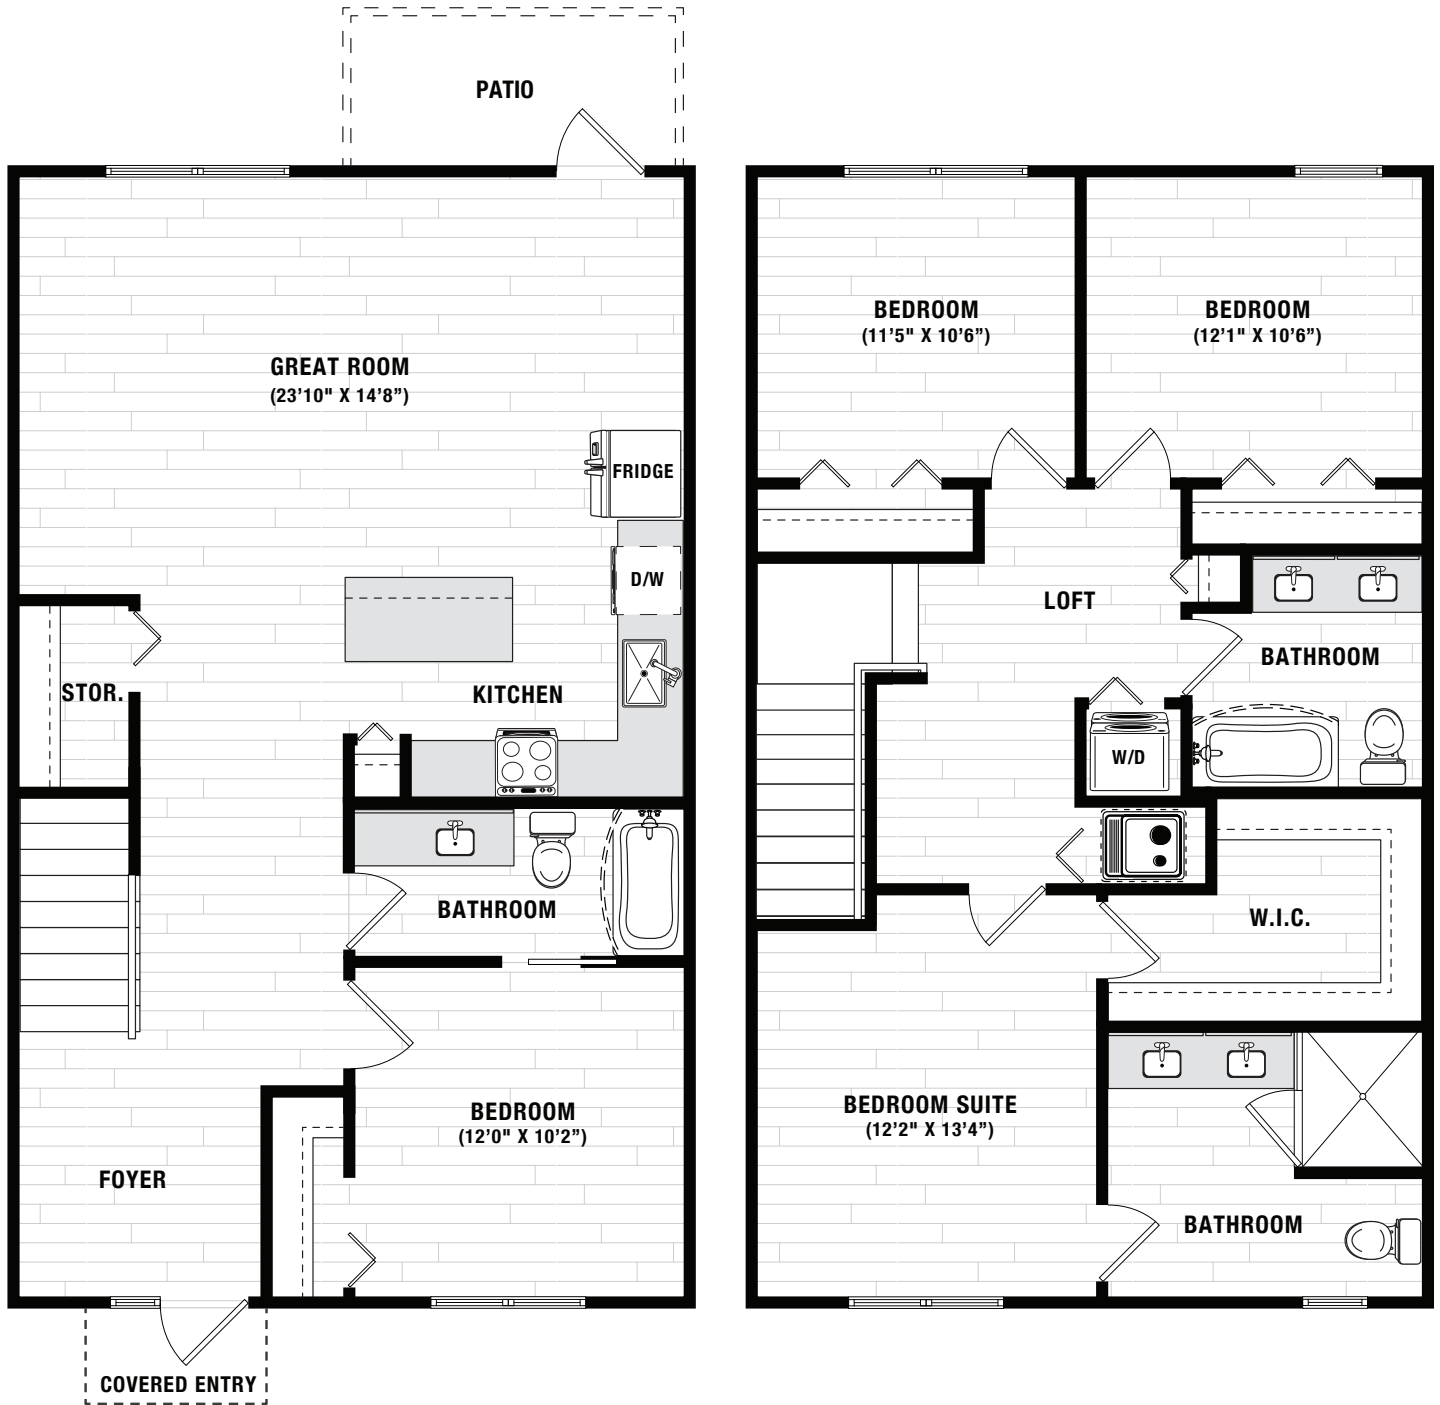 PATIO
GREAT ROOM
(23'10" X 14'8”)
FRIDGE
D/W
STOR.
KITCHEN
BATHROOM
BEDROOM
(12'0" X 10'2”)
FOYER
COVERED ENTRY
BEDROOM
(11'5" X 10'6”)
BEDROOM
(12'1" X 10'6”)
LOFT
BATHROOM
W/D
W.I.C.
BEDROOM SUITE
(12'2" X 13'4”)
BATHROOM